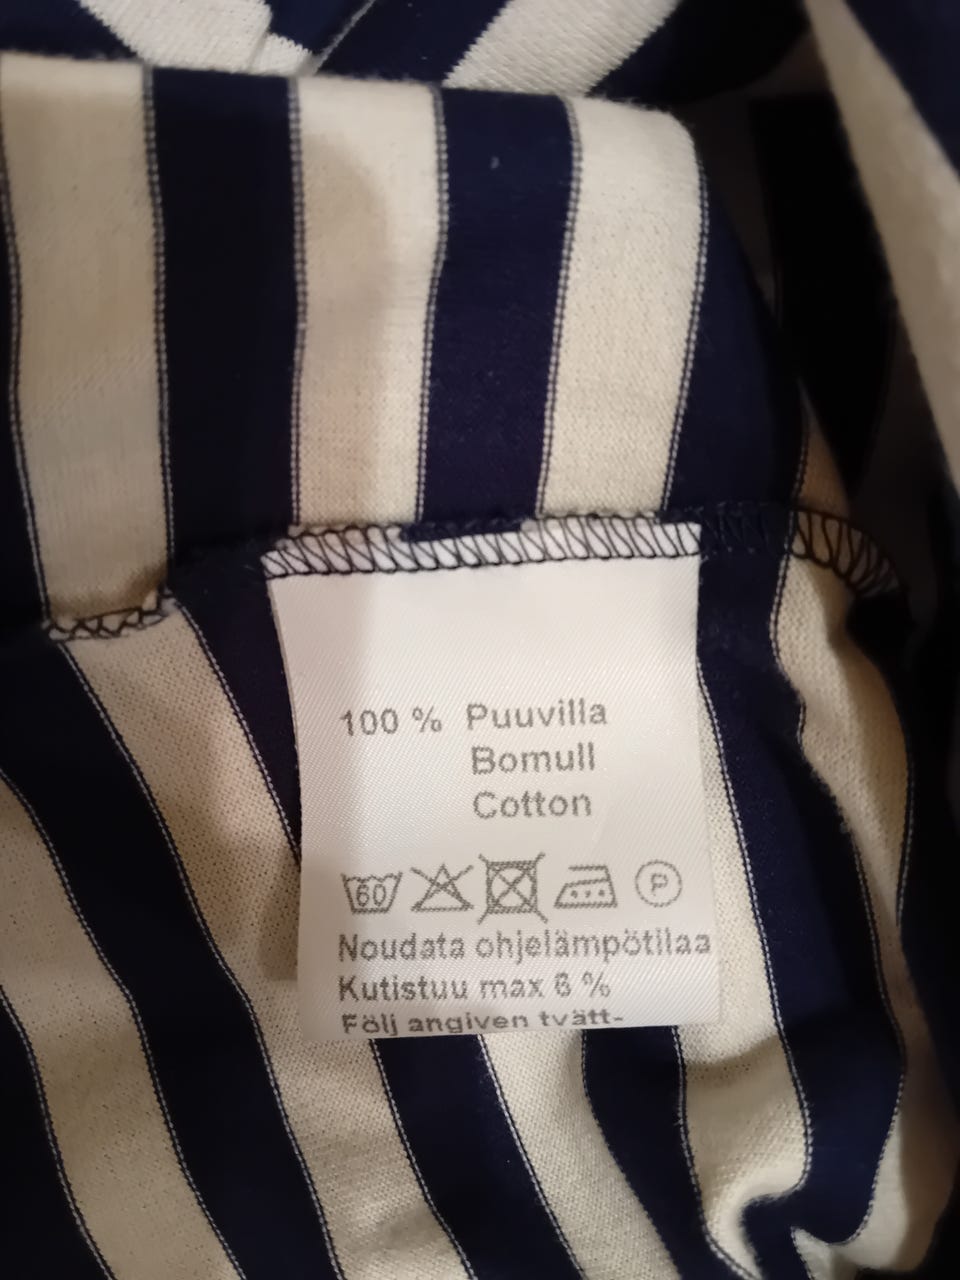 100 % Puuvilla
Bomull
Cotton
60 P
Noudata ohjelämpötilaa
Kutistuu max 6 %
Följ angiven tvätt-